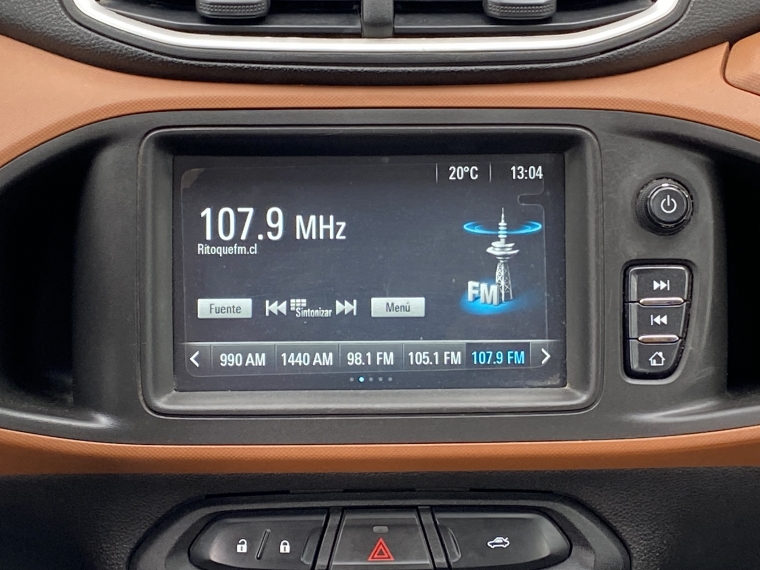 20°C 13:04
107.9 MHz
Ritoquefm.cl
FM
Fuente Sintonizar Menú
990 AM 1440 AM 98.1 FM 105.1 FM 107.9 FM